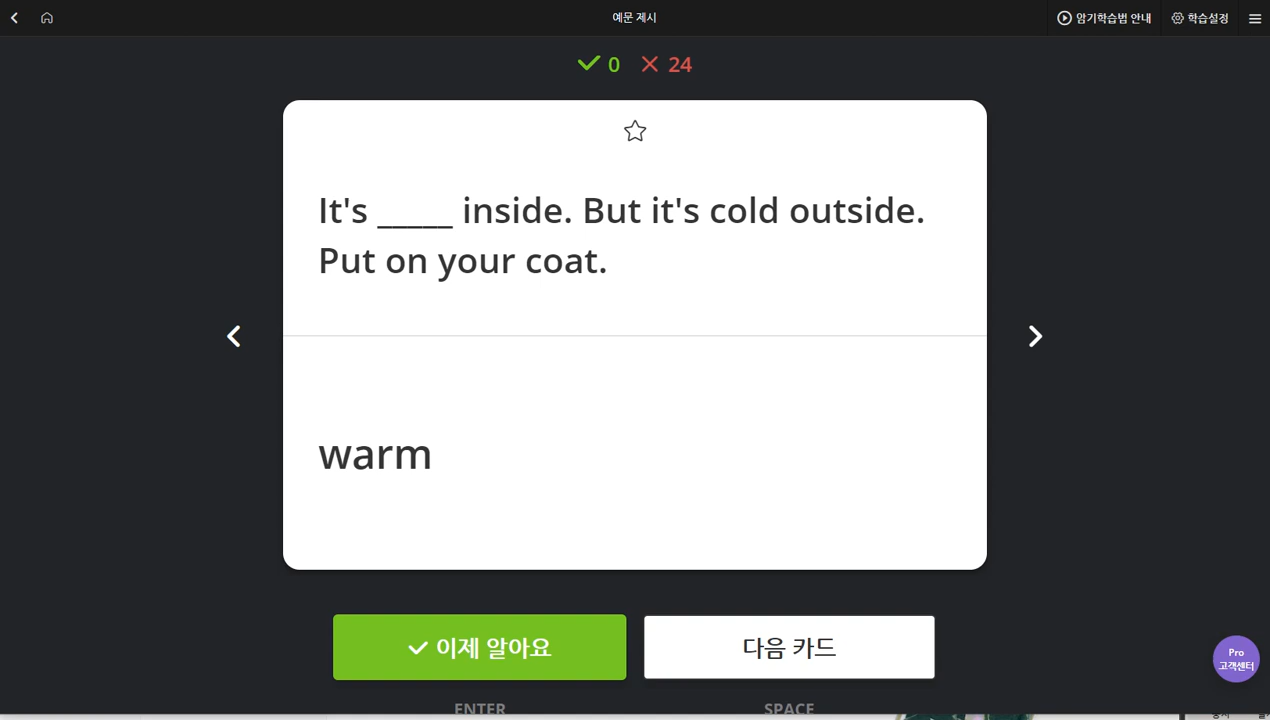 예문 제시
암기학습법 안내
학습설정
0
24
It's _____ inside. But it's cold outside.
Put on your coat.
warm
이제 알아요
다음 카드
Pro
고객센터
ENTER
SPACE